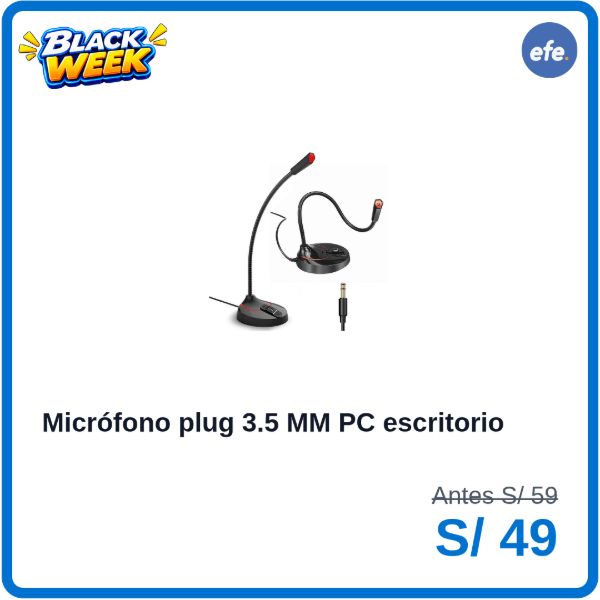 BLACK
WEEK
efe.
Micrófono plug 3.5 MM PC escritorio
Antes S/ 59
S/ 49